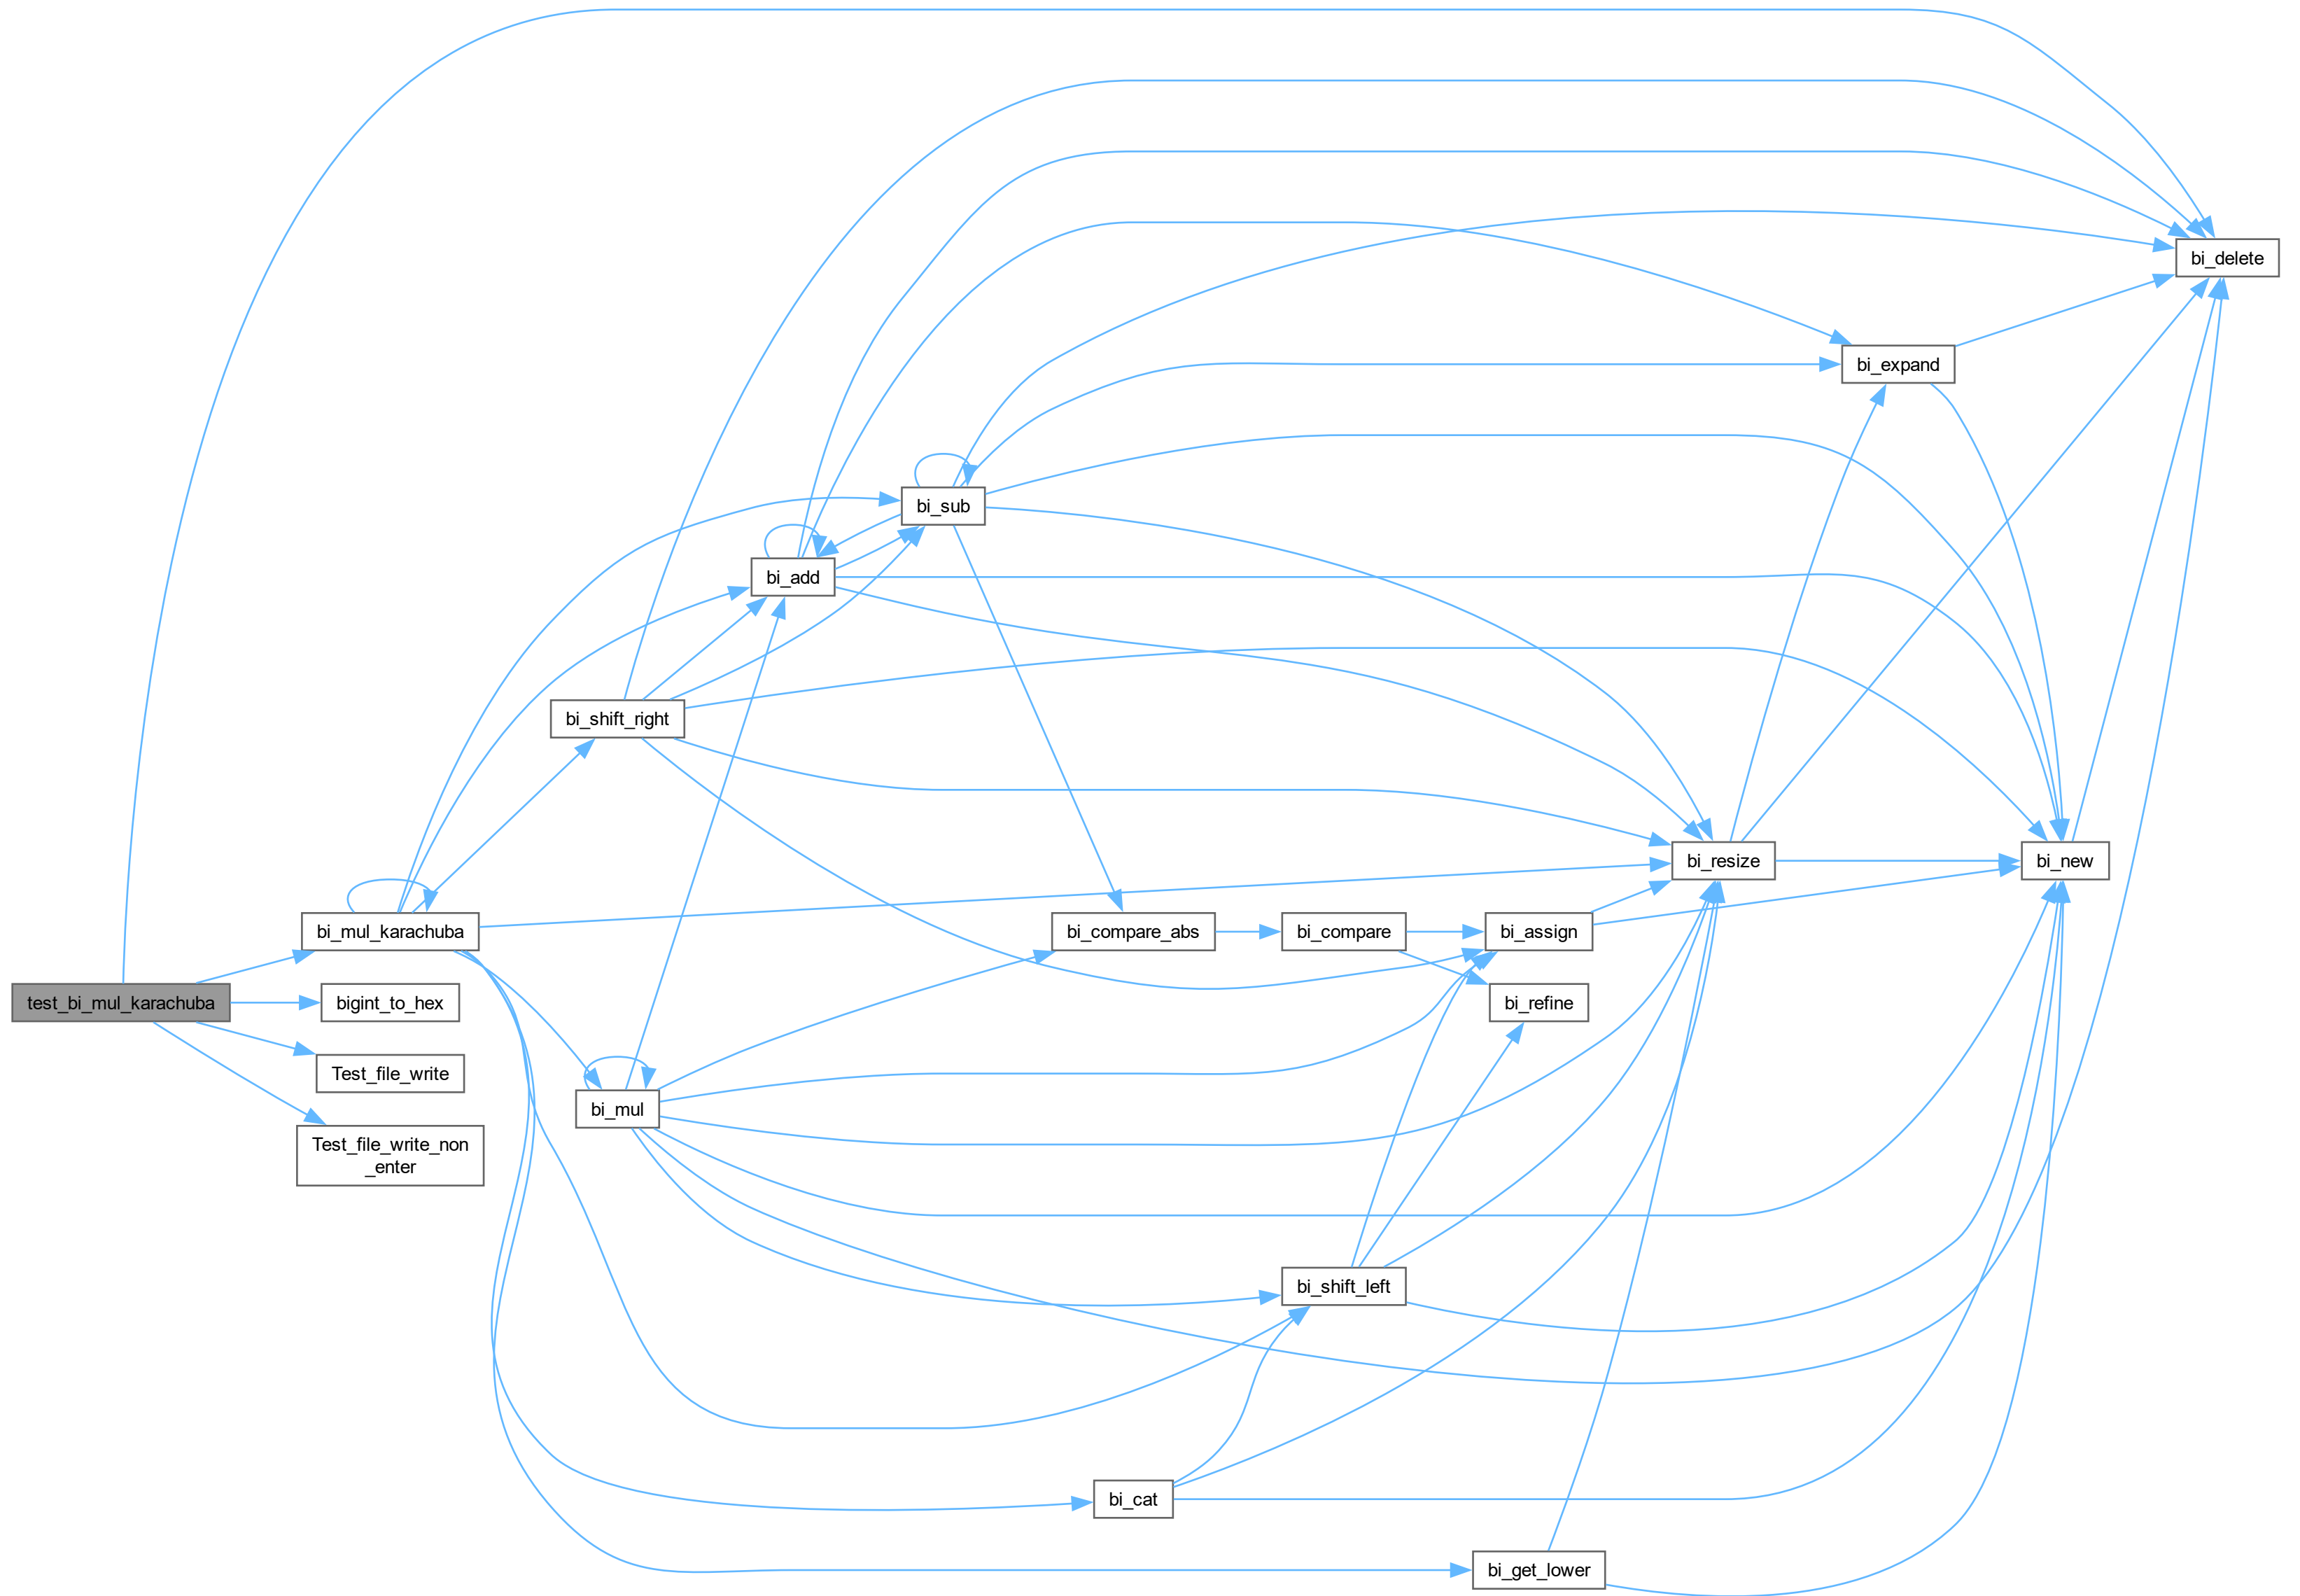 bi_delete
bi_expand
bi_sub
bi_add
bi_shift_right
bi_resize
bi_new
bi_mul_karachuba
bi_compare_abs
bi_compare
bi_assign
test_bi_mul_karachuba
bigint_to_hex
bi_refine
Test_file_write
bi_mul
Test_file_write_non
_enter
bi_shift_left
bi_cat
bi_get_lower